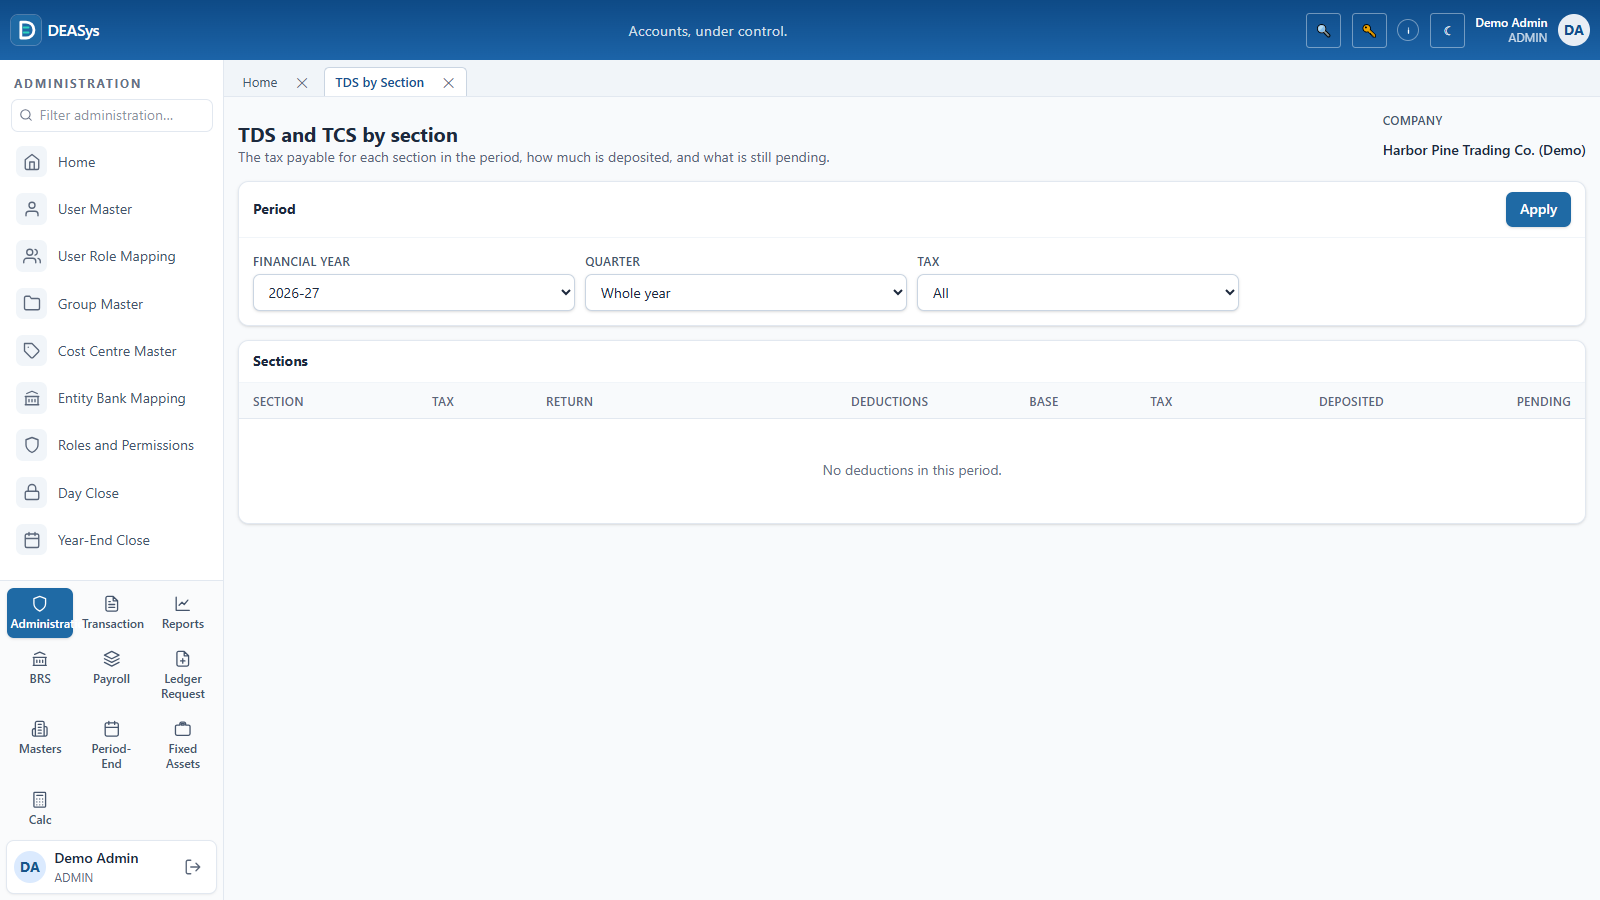 DEASys
Accounts, under control.
Demo Admin
ADMIN
DA
ADMINISTRATION
Filter administration...
Home
User Master
User Role Mapping
Group Master
Cost Centre Master
Entity Bank Mapping
Roles and Permissions
Day Close
Year-End Close
Administrat
Transaction
Reports
BRS
Payroll
Ledger
Request
Masters
Period-
End
Fixed
Assets
Calc
DA
Demo Admin
ADMIN
Home
TDS by Section
TDS and TCS by section
The tax payable for each section in the period, how much is deposited, and what is still pending.
COMPANY
Harbor Pine Trading Co. (Demo)
Period
Apply
FINANCIAL YEAR
QUARTER
TAX
2026-27
Whole year
All
Sections
SECTION TAX RETURN DEDUCTIONS BASE TAX DEPOSITED PENDING
No deductions in this period.